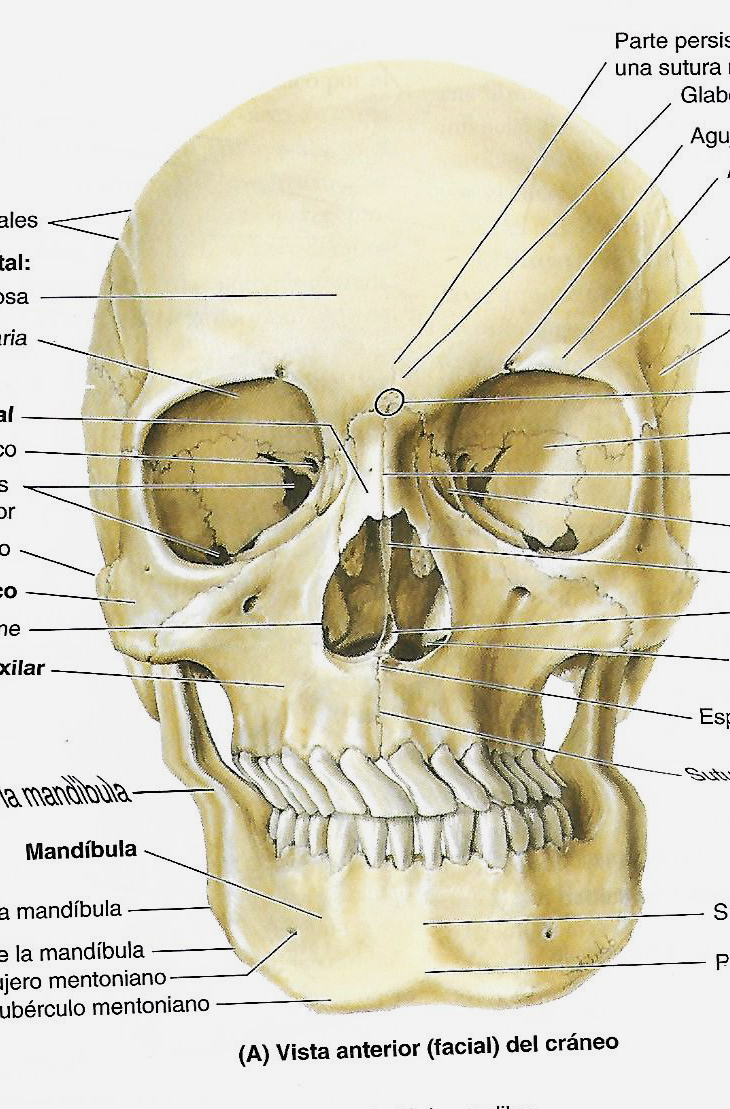 Parte persis
una sutura
Glabe
Agu
ales
tal:
osa
aria
al
co
s
or
o
co
ne
xilar
Esp
Sutu
la mandíbula
Mandíbula
a mandíbula
S
e la mandíbula
P
ujero mentoniano
ubérculo mentoniano
(A) Vista anterior (facial) del cráneo